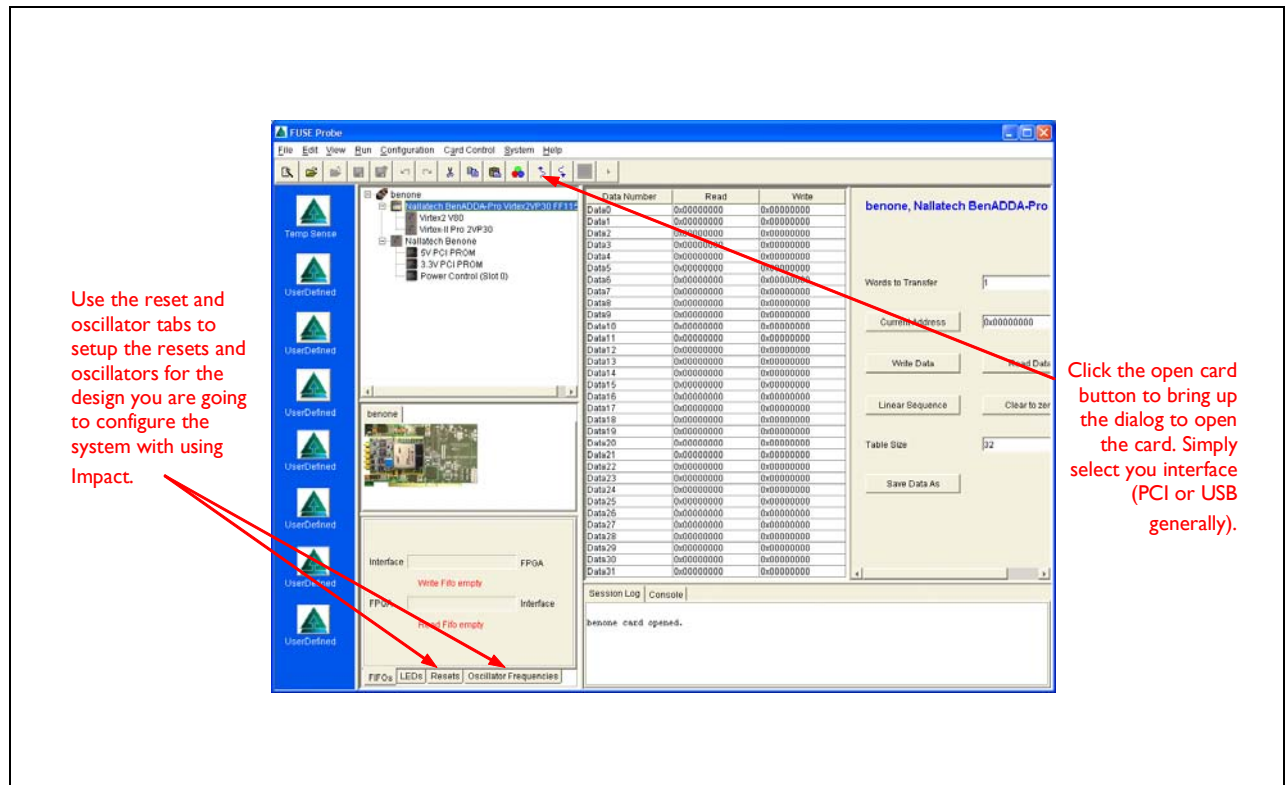 FUSE Probe
File Edit View Run Configuration Card Control System Help
Temp Sense
UserDefined
UserDefined
UserDefined
UserDefined
UserDefined
UserDefined
UserDefined
benone
Nallatech BenADDA-Pro Virtex2VP30 FF115
Virtex2 V80
Virtex-II Pro 2VP30
Nallatech Benone
5V PCI PROM
3.3V PCI PROM
Power Control (Slot 0)
benone
Interface FPGA
Write Fifo empty
FPGA Interface
Read Fifo empty
FIFOs LEDs Resets Oscillator Frequencies
Data Number Read Write
Data0 0x00000000 0x00000000
Data1 0x00000000 0x00000000
Data2 0x00000000 0x00000000
Data3 0x00000000 0x00000000
Data4 0x00000000 0x00000000
Data5 0x00000000 0x00000000
Data6 0x00000000 0x00000000
Data7 0x00000000 0x00000000
Data8 0x00000000 0x00000000
Data9 0x00000000 0x00000000
Data10 0x00000000 0x00000000
Data11 0x00000000 0x00000000
Data12 0x00000000 0x00000000
Data13 0x00000000 0x00000000
Data14 0x00000000 0x00000000
Data15 0x00000000 0x00000000
Data16 0x00000000 0x00000000
Data17 0x00000000 0x00000000
Data18 0x00000000 0x00000000
Data19 0x00000000 0x00000000
Data20 0x00000000 0x00000000
Data21 0x00000000 0x00000000
Data22 0x00000000 0x00000000
Data23 0x00000000 0x00000000
Data24 0x00000000 0x00000000
Data25 0x00000000 0x00000000
Data26 0x00000000 0x00000000
Data27 0x00000000 0x00000000
Data28 0x00000000 0x00000000
Data29 0x00000000 0x00000000
Data30 0x00000000 0x00000000
Data31 0x00000000 0x00000000
benone, Nallatech BenADDA-Pro
Words to Transfer 1
Current Address 0x00000000
Write Data Read Data
Linear Sequence Clear to zer
Table Size 32
Save Data As
Session Log Console
benone card opened.
Use the reset and
oscillator tabs to
setup the resets and
oscillators for the
design you are going
to configure the
system with using
Impact.
Click the open card
button to bring up
the dialog to open
the card. Simply
select you interface
(PCI or USB
generally).